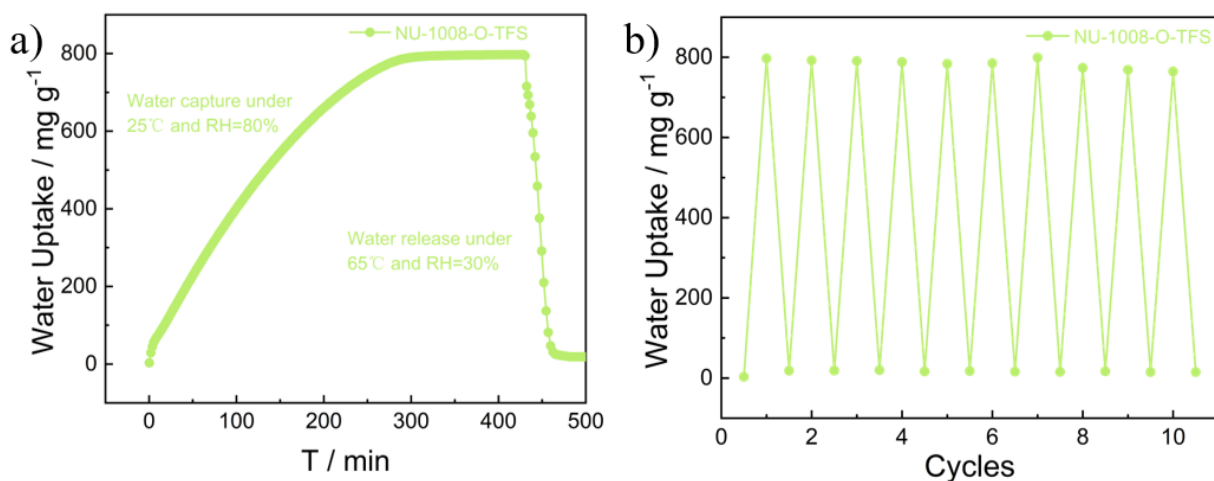 a)
NU-1008-O-TFS
Water capture under
25℃ and RH=80%
Water release under
65℃ and RH=30%
Water Uptake / mg g⁻¹
800
600
400
200
0
0 100 200 300 400 500
T / min
b)
NU-1008-O-TFS
Water Uptake / mg g⁻¹
800
600
400
200
0
0 2 4 6 8 10
Cycles